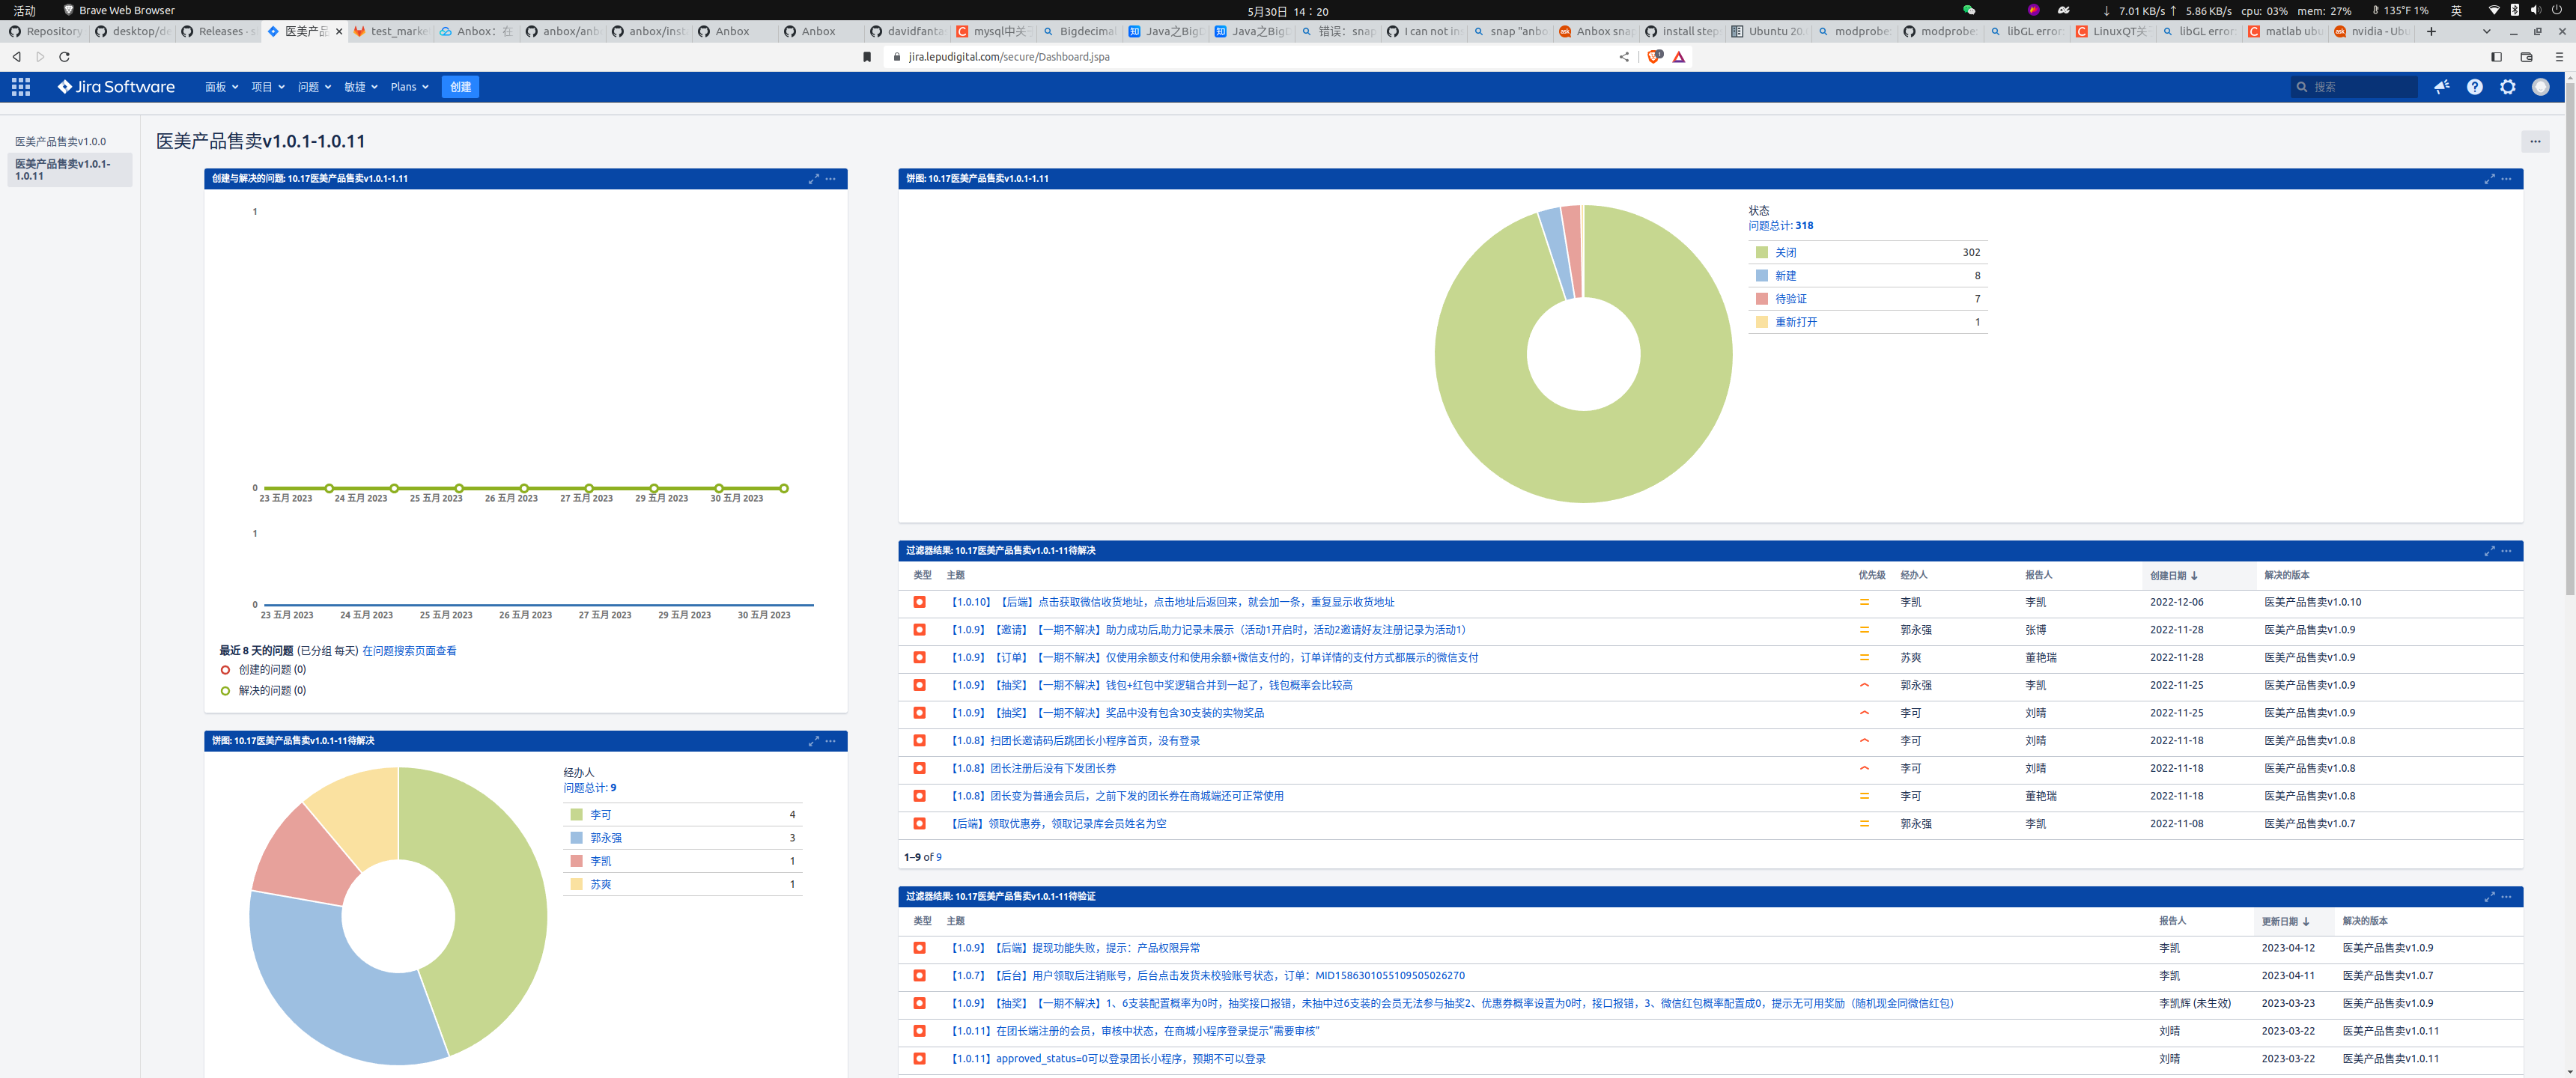 活动 Brave Web Browser 5月30日 14：20 ↓ 7.01 KB/s ↑ 5.86 KB/s cpu: 03% mem: 27% 135°F 1% 英
Repository desktop/de Releases · s 医美产品 test_marke Anbox：在 anbox/anb anbox/inst Anbox Anbox davidfanta mysql中关于 Bigdecimal Java之BigD Java之BigD 错误：snap I can not in snap "anbo Anbox snap install step Ubuntu 20. modprobe: modprobe: libGL error LinuxQT关 libGL error matlab ubu nvidia - Ubu
jira.lepudigital.com/secure/Dashboard.jspa
Jira Software 面板 项目 问题 敏捷 Plans 创建 搜索
医美产品售卖v1.0.0
医美产品售卖v1.0.1-
1.0.11
医美产品售卖v1.0.1-1.0.11
创建与解决的问题: 10.17医美产品售卖v1.0.1-1.11
1
0
23 五月 2023 24 五月 2023 25 五月 2023 26 五月 2023 27 五月 2023 29 五月 2023 30 五月 2023
1
0
23 五月 2023 24 五月 2023 25 五月 2023 26 五月 2023 27 五月 2023 29 五月 2023 30 五月 2023
最近 8 天的问题 (已分组 每天) 在问题搜索页面查看
创建的问题 (0)
解决的问题 (0)
饼图: 10.17医美产品售卖v1.0.1-11待解决
经办人
问题总计: 9
李可 4
郭永强 3
李凯 1
苏爽 1
饼图: 10.17医美产品售卖v1.0.1-1.11
状态
问题总计: 318
关闭 302
新建 8
待验证 7
重新打开 1
过滤器结果: 10.17医美产品售卖v1.0.1-11待解决
类型 主题 优先级 经办人 报告人 创建日期 ↓ 解决的版本
【1.0.10】【后端】点击获取微信收货地址，点击地址后返回来，就会加一条，重复显示收货地址 李凯 李凯 2022-12-06 医美产品售卖v1.0.10
【1.0.9】【邀请】【一期不解决】助力成功后,助力记录未展示（活动1开启时，活动2邀请好友注册记录为活动1） 郭永强 张博 2022-11-28 医美产品售卖v1.0.9
【1.0.9】【订单】【一期不解决】仅使用余额支付和使用余额+微信支付的，订单详情的支付方式都展示的微信支付 苏爽 董艳瑞 2022-11-28 医美产品售卖v1.0.9
【1.0.9】【抽奖】【一期不解决】钱包+红包中奖逻辑合并到一起了，钱包概率会比较高 郭永强 李凯 2022-11-25 医美产品售卖v1.0.9
【1.0.9】【抽奖】【一期不解决】奖品中没有包含30支装的实物奖品 李可 刘晴 2022-11-25 医美产品售卖v1.0.9
【1.0.8】扫团长邀请码后跳团长小程序首页，没有登录 李可 刘晴 2022-11-18 医美产品售卖v1.0.8
【1.0.8】团长注册后没有下发团长券 李可 刘晴 2022-11-18 医美产品售卖v1.0.8
【1.0.8】团长变为普通会员后，之前下发的团长券在商城端还可正常使用 李可 董艳瑞 2022-11-18 医美产品售卖v1.0.8
【后端】领取优惠券，领取记录库会员姓名为空 郭永强 李凯 2022-11-08 医美产品售卖v1.0.7
1–9 of 9
过滤器结果: 10.17医美产品售卖v1.0.1-11待验证
类型 主题 报告人 更新日期 ↓ 解决的版本
【1.0.9】【后端】提现功能失败，提示：产品权限异常 李凯 2023-04-12 医美产品售卖v1.0.9
【1.0.7】【后台】用户领取后注销账号，后台点击发货未校验账号状态，订单：MID1586301055109505026270 李凯 2023-04-11 医美产品售卖v1.0.7
【1.0.9】【抽奖】【一期不解决】1、6支装配置概率为0时，抽奖接口报错，未抽中过6支装的会员无法参与抽奖2、优惠券概率设置为0时，接口报错，3、微信红包概率配置成0，提示无可用奖励（随机现金同微信红包） 李凯辉 (未生效) 2023-03-23 医美产品售卖v1.0.9
【1.0.11】在团长端注册的会员，审核中状态，在商城小程序登录提示“需要审核” 刘晴 2023-03-22 医美产品售卖v1.0.11
【1.0.11】approved_status=0可以登录团长小程序，预期不可以登录 刘晴 2023-03-22 医美产品售卖v1.0.11